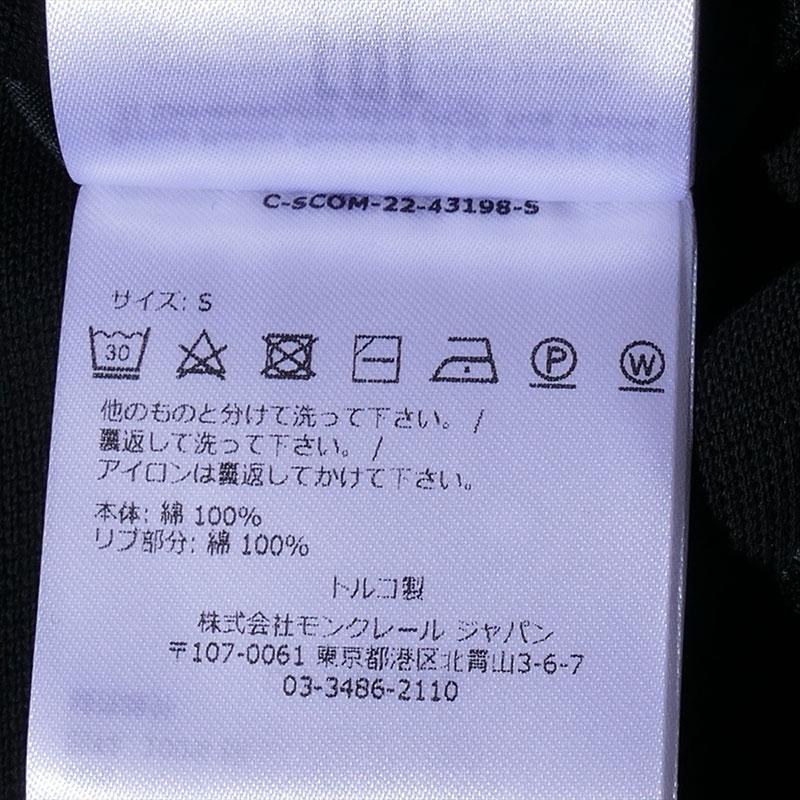 C-SCOM-22-43198-S
サイズ: S
30 P W
他のものと分けて洗って下さい。 /
裏返して洗って下さい。 /
アイロンは裏返してかけて下さい。
本体: 綿 100%
リブ部分: 綿 100%
トルコ製
株式会社モンクレール ジャパン
〒107-0061 東京都港区北青山3-6-7
03-3486-2110